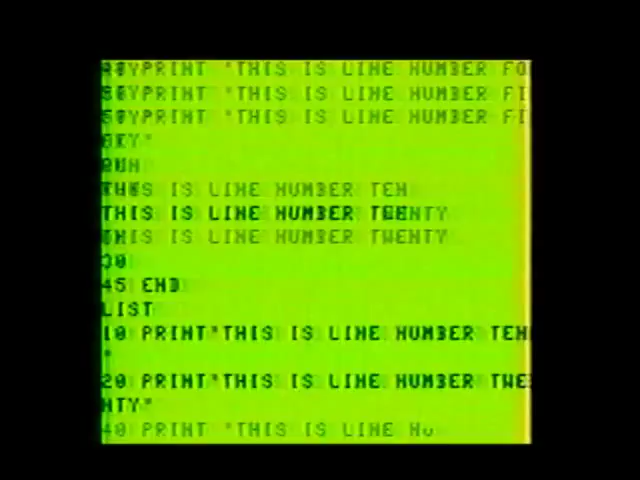 PRINT "THIS IS LINE NUMBER FO
PRINT "THIS IS LINE NUMBER FI
PRINT "THIS IS LINE NUMBER FI
RUN
THIS IS LINE NUMBER TEN
THIS IS LINE NUMBER
THIS IS LINE NUMBER TWENTY
45 END
LIST
10 PRINT"THIS IS LINE NUMBER TEN
"
20 PRINT"THIS IS LINE NUMBER TWE
NTY"
40 PRINT "THIS IS LINE NU